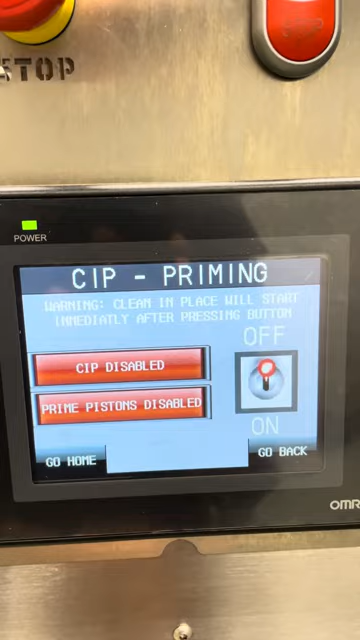 STOP
POWER
CIP - PRIMING
WARNING: CLEAN IN PLACE WILL START
IMMEDIATLY AFTER PRESSING BUTTON
OFF
CIP DISABLED
PRIME PISTONS DISABLED
ON
GO HOME
GO BACK
OMR